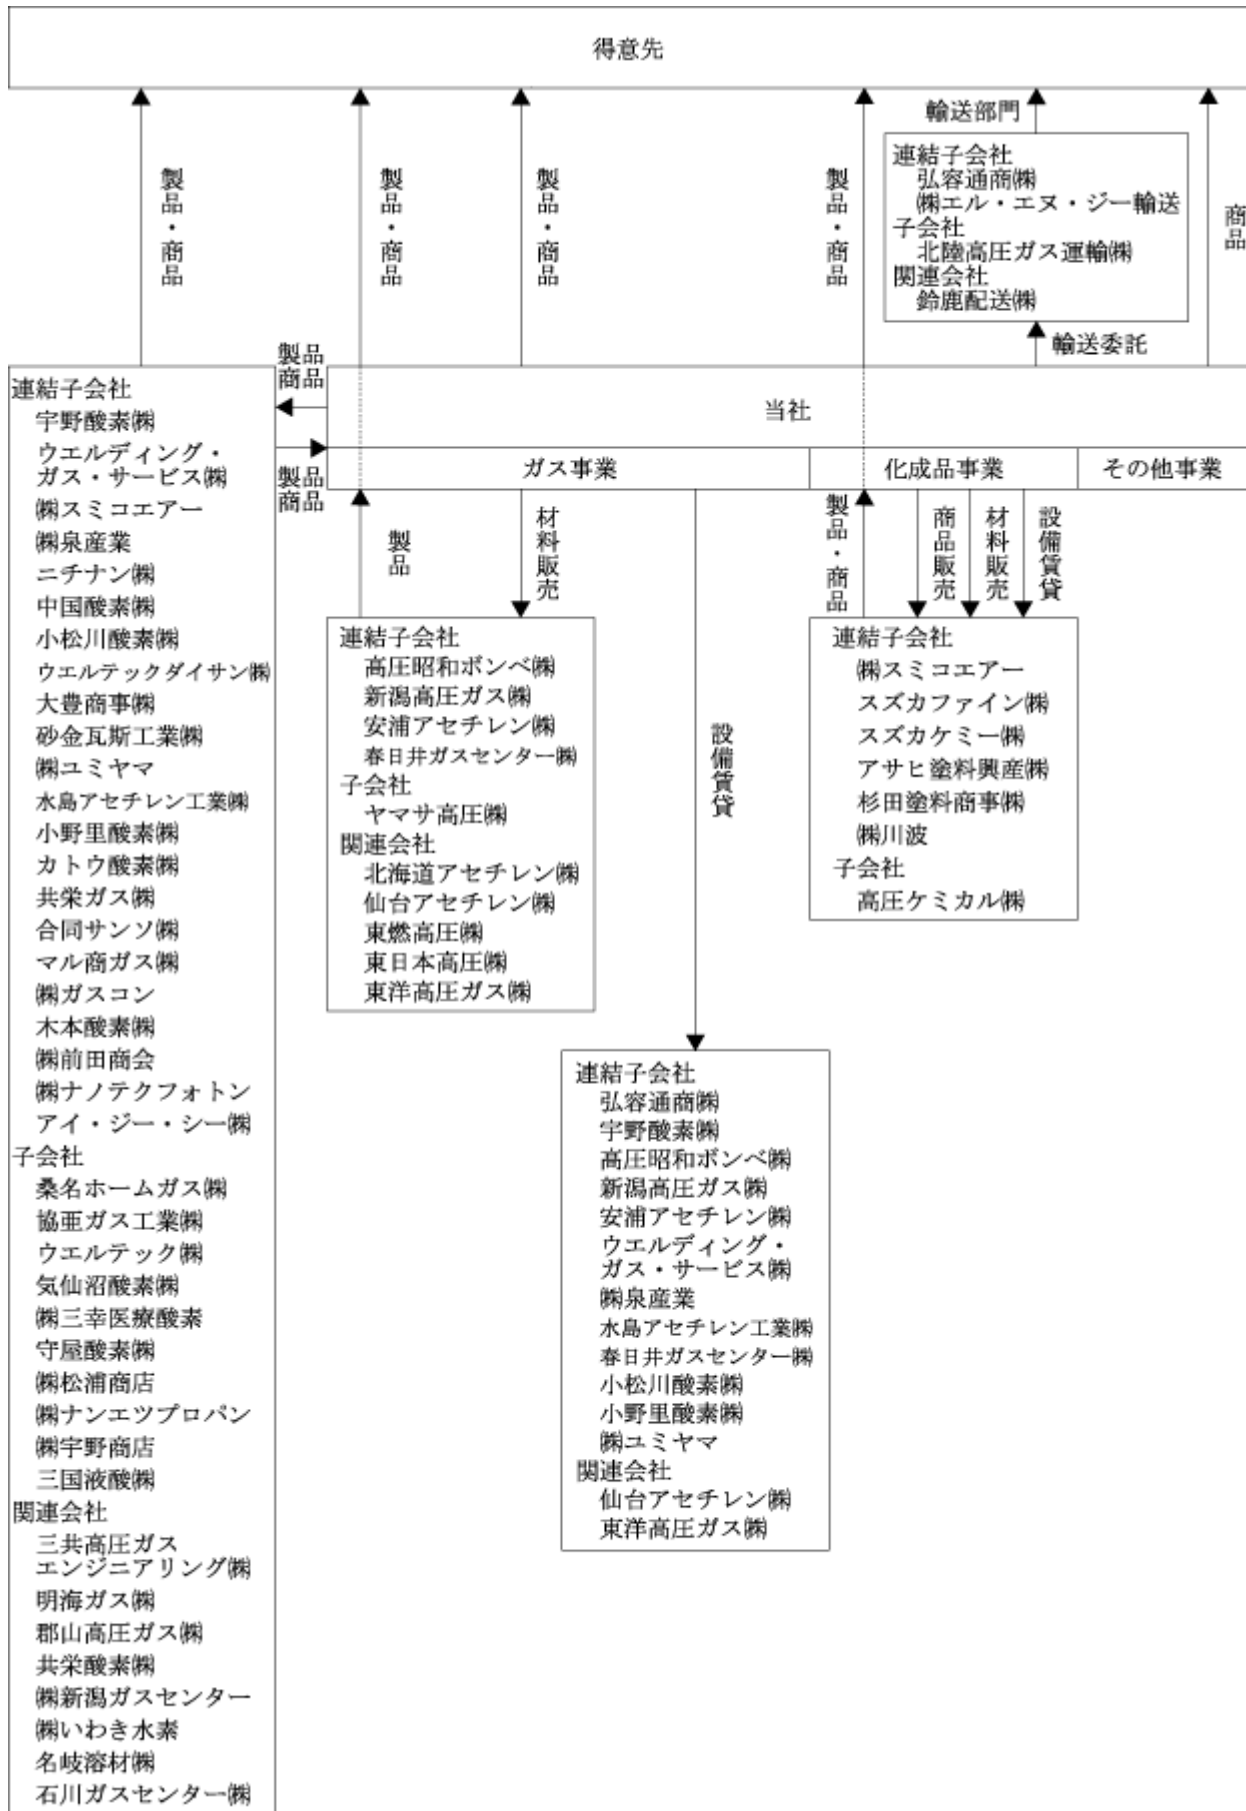 得意先
製品・商品
製品・商品
製品・商品
製品・商品
輸送部門
連結子会社
弘容通商㈱
㈱エル・エヌ・ジー輸送
子会社
北陸高圧ガス運輸㈱
関連会社
鈴鹿配送㈱
商品
輸送委託
製品
商品
当社
製品
商品
ガス事業
化成品事業
その他事業
連結子会社
宇野酸素㈱
ウエルディング・
ガス・サービス㈱
㈱スミコエアー
㈱泉産業
ニチナン㈱
中国酸素㈱
小松川酸素㈱
ウエルテックダイサン㈱
大豊商事㈱
砂金瓦斯工業㈱
㈱ユミヤマ
水島アセチレン工業㈱
小野里酸素㈱
カトウ酸素㈱
共栄ガス㈱
合同サンソ㈱
マル商ガス㈱
㈱ガスコン
木本酸素㈱
㈱前田商会
㈱ナノテクフォトン
アイ・ジー・シー㈱
子会社
桑名ホームガス㈱
協亜ガス工業㈱
ウエルテック㈱
気仙沼酸素㈱
㈱三幸医療酸素
守屋酸素㈱
㈱松浦商店
㈱ナンエツプロパン
㈱宇野商店
三国液酸㈱
関連会社
三共高圧ガス
エンジニアリング㈱
明海ガス㈱
郡山高圧ガス㈱
共栄酸素㈱
㈱新潟ガスセンター
㈱いわき水素
名岐溶材㈱
石川ガスセンター㈱
製品
材料販売
設備賃貸
製品・商品
商品販売
材料販売
設備賃貸
連結子会社
高圧昭和ボンベ㈱
新潟高圧ガス㈱
安浦アセチレン㈱
春日井ガスセンター㈱
子会社
ヤマサ高圧㈱
関連会社
北海道アセチレン㈱
仙台アセチレン㈱
東燃高圧㈱
東日本高圧㈱
東洋高圧ガス㈱
連結子会社
㈱スミコエアー
スズカファイン㈱
スズカケミー㈱
アサヒ塗料興産㈱
杉田塗料商事㈱
㈱川波
子会社
高圧ケミカル㈱
連結子会社
弘容通商㈱
宇野酸素㈱
高圧昭和ボンベ㈱
新潟高圧ガス㈱
安浦アセチレン㈱
ウエルディング・
ガス・サービス㈱
㈱泉産業
水島アセチレン工業㈱
春日井ガスセンター㈱
小松川酸素㈱
小野里酸素㈱
㈱ユミヤマ
関連会社
仙台アセチレン㈱
東洋高圧ガス㈱